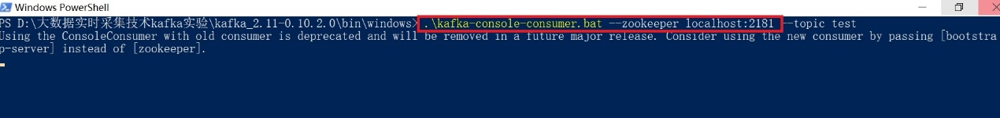 Windows PowerShell
PS D:\大数据实时采集技术kafka实验\kafka_2.11-0.10.2.0\bin\windows> .\kafka-console-consumer.bat --zookeeper localhost:2181 --topic test
Using the ConsoleConsumer with old consumer is deprecated and will be removed in a future major release. Consider using the new consumer by passing [bootstra
p-server] instead of [zookeeper].